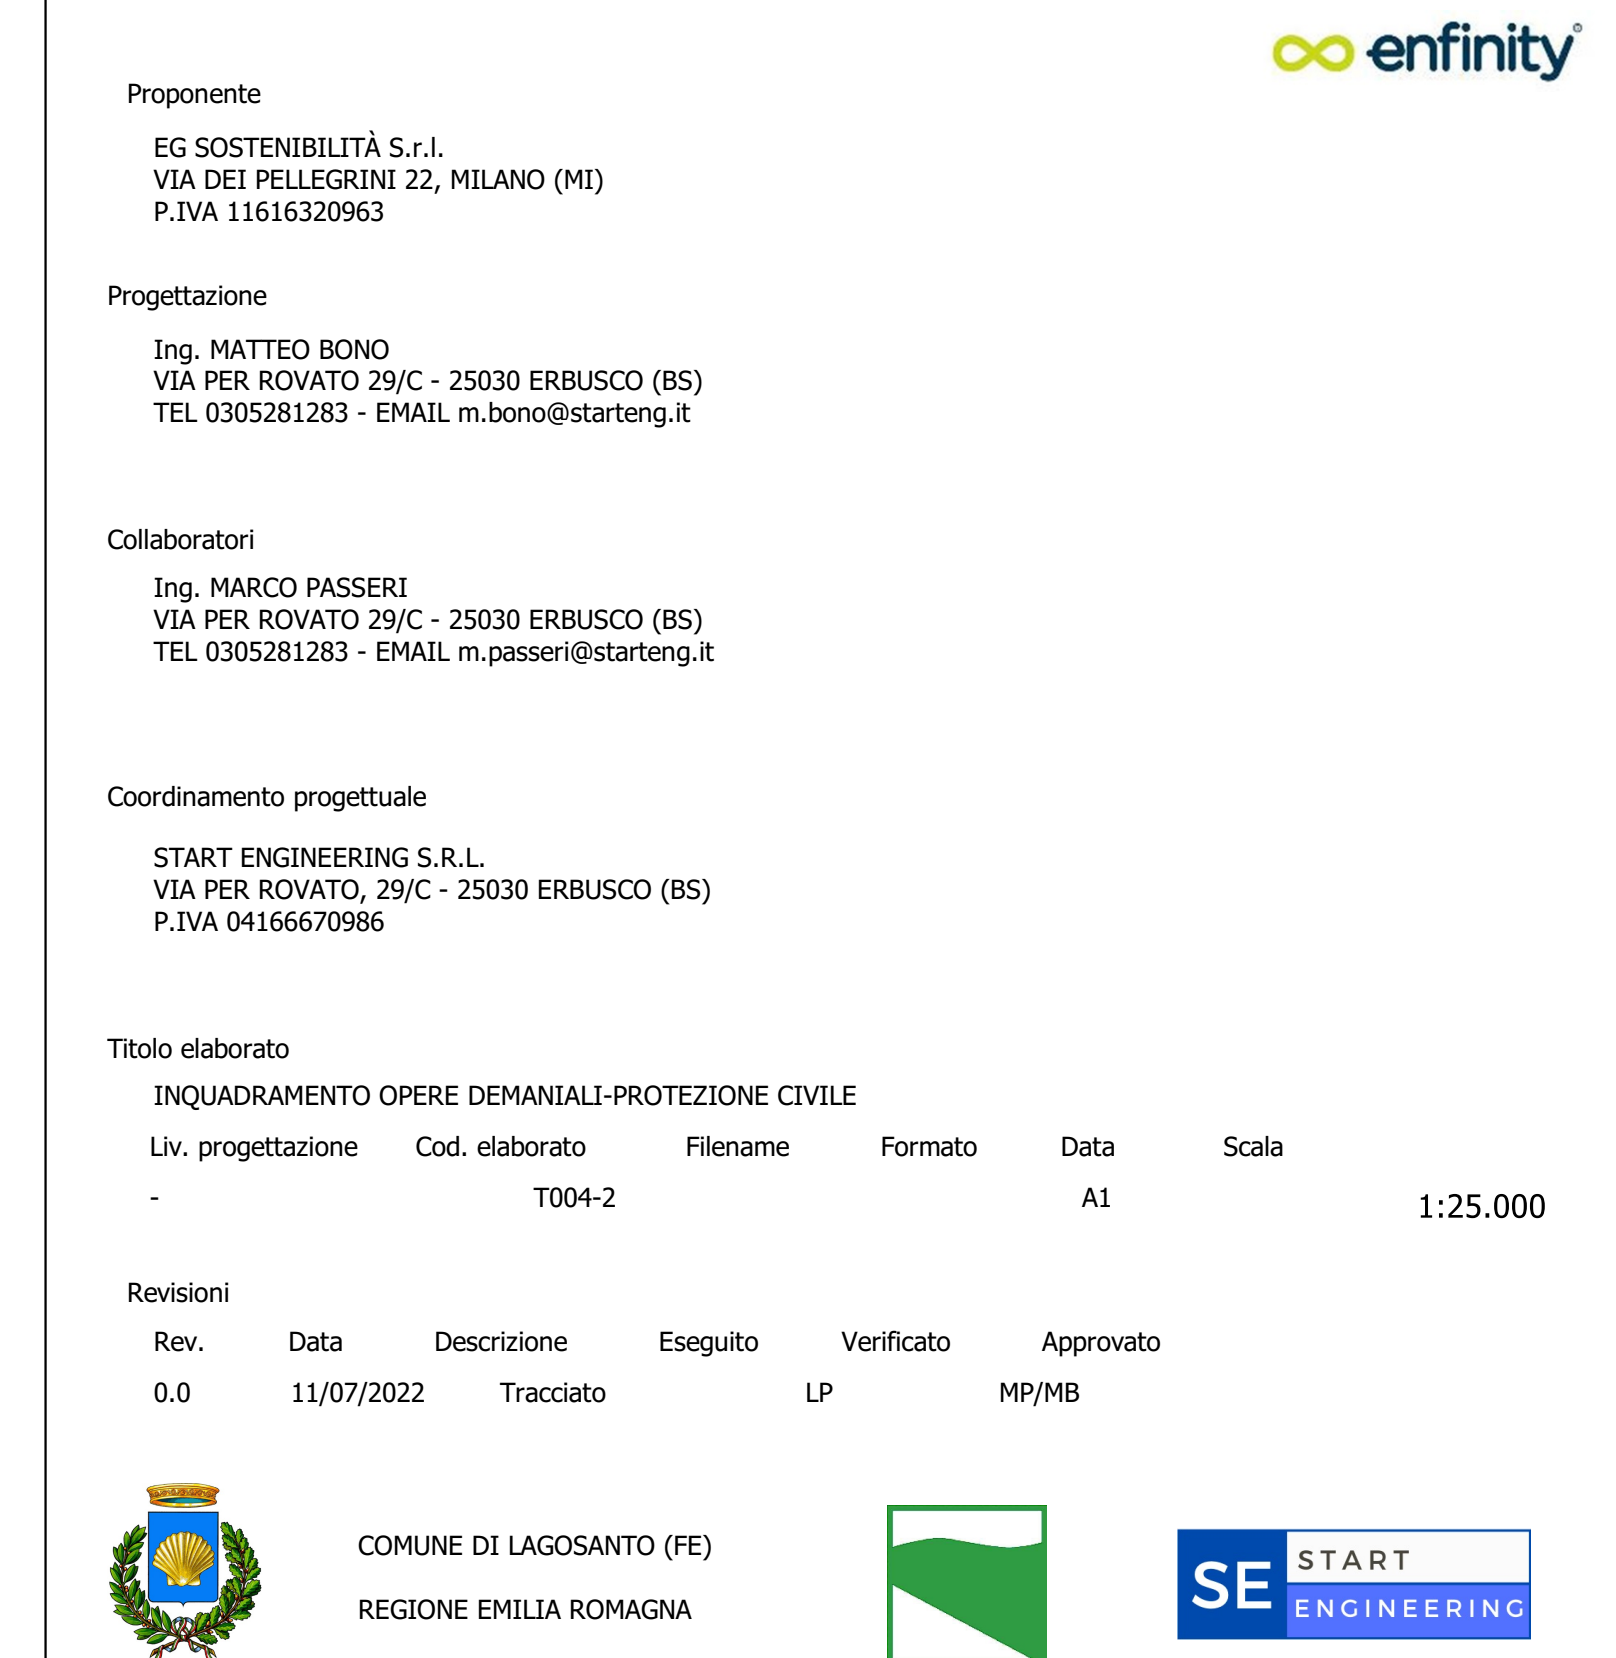 enfinity
Proponente
EG SOSTENIBILITÀ S.r.l.
VIA DEI PELLEGRINI 22, MILANO (MI)
P.IVA 11616320963
Progettazione
Ing. MATTEO BONO
VIA PER ROVATO 29/C - 25030 ERBUSCO (BS)
TEL 0305281283 - EMAIL m.bono@starteng.it
Collaboratori
Ing. MARCO PASSERI
VIA PER ROVATO 29/C - 25030 ERBUSCO (BS)
TEL 0305281283 - EMAIL m.passeri@starteng.it
Coordinamento progettuale
START ENGINEERING S.R.L.
VIA PER ROVATO, 29/C - 25030 ERBUSCO (BS)
P.IVA 04166670986
Titolo elaborato
INQUADRAMENTO OPERE DEMANIALI-PROTEZIONE CIVILE
Liv. progettazione Cod. elaborato Filename Formato Data Scala
- T004-2 A1 1:25.000
Revisioni
Rev. Data Descrizione Eseguito Verificato Approvato
0.0 11/07/2022 Tracciato LP MP/MB
COMUNE DI LAGOSANTO (FE)
REGIONE EMILIA ROMAGNA
SE START
ENGINEERING